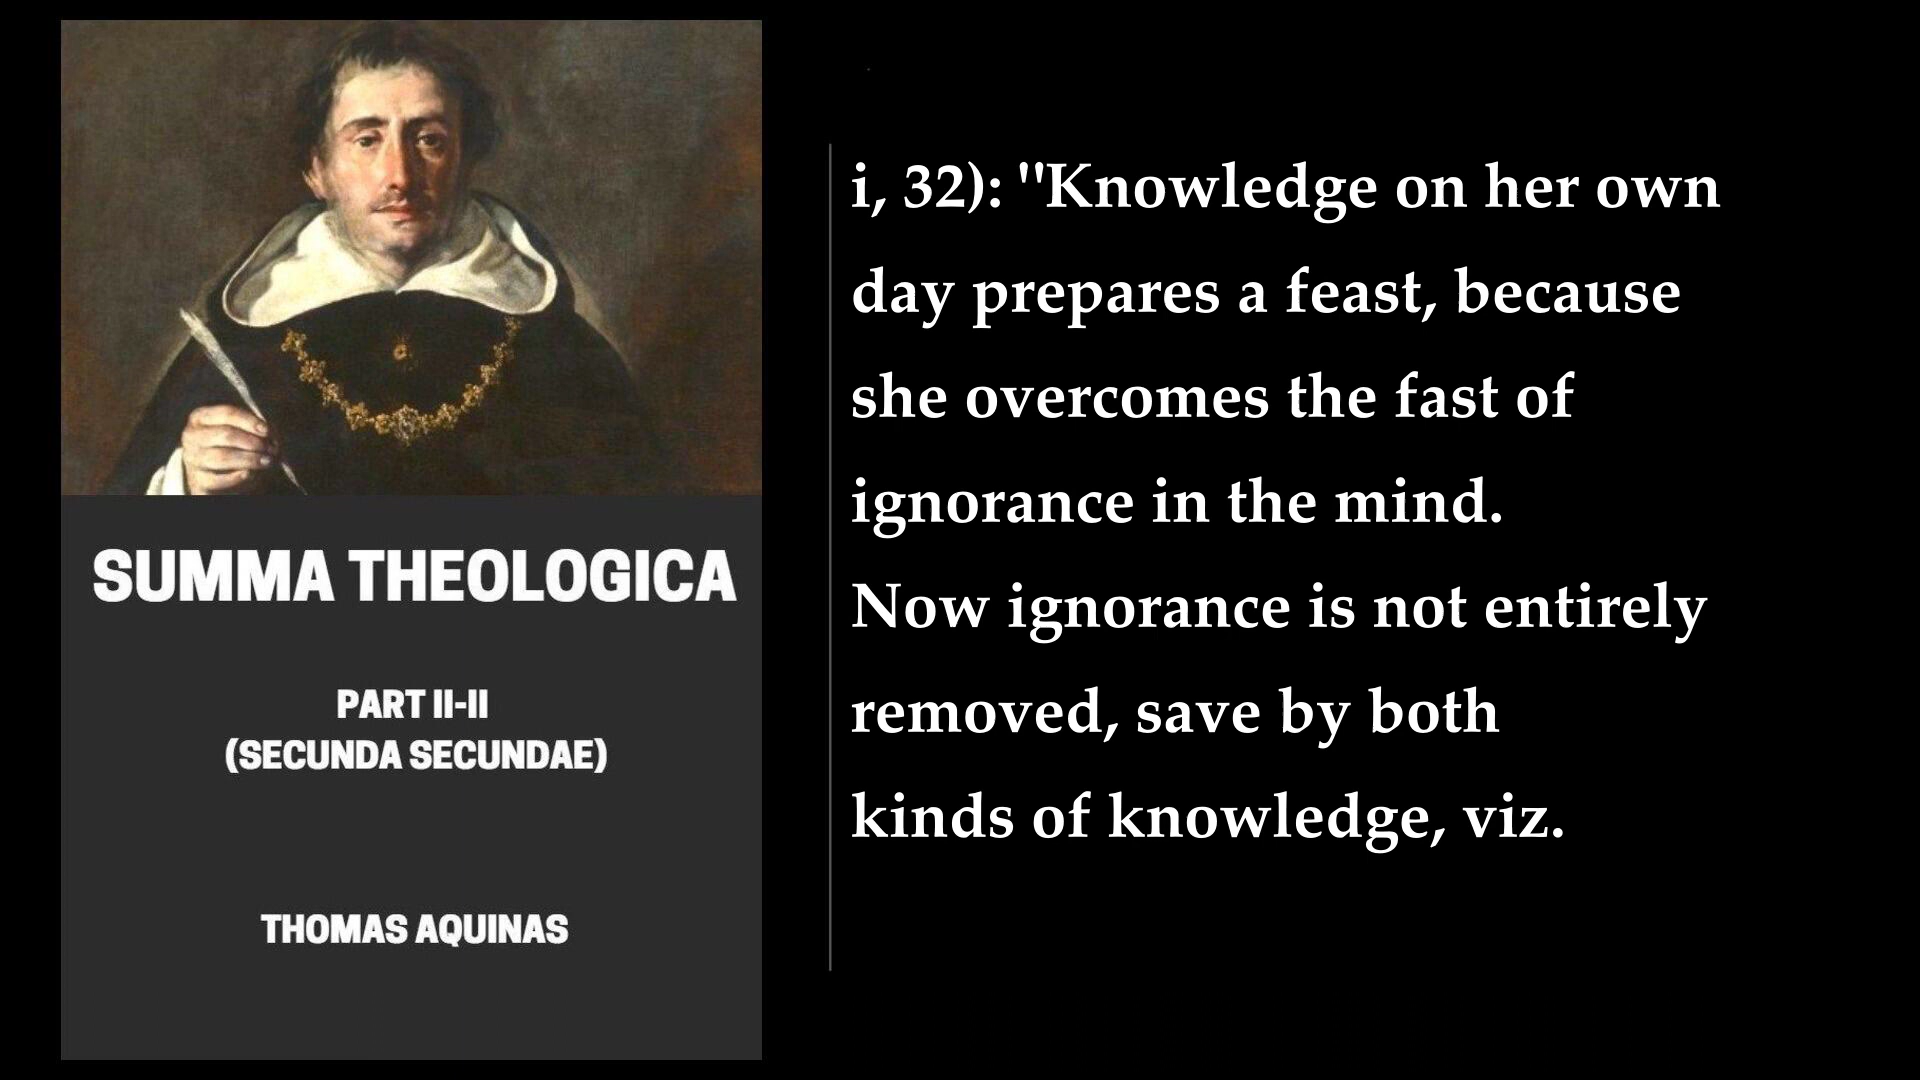 SUMMA THEOLOGICA
PART II-II
(SECUNDA SECUNDAE)
THOMAS AQUINAS
i, 32): "Knowledge on her own
day prepares a feast, because
she overcomes the fast of
ignorance in the mind.
Now ignorance is not entirely
removed, save by both
kinds of knowledge, viz.